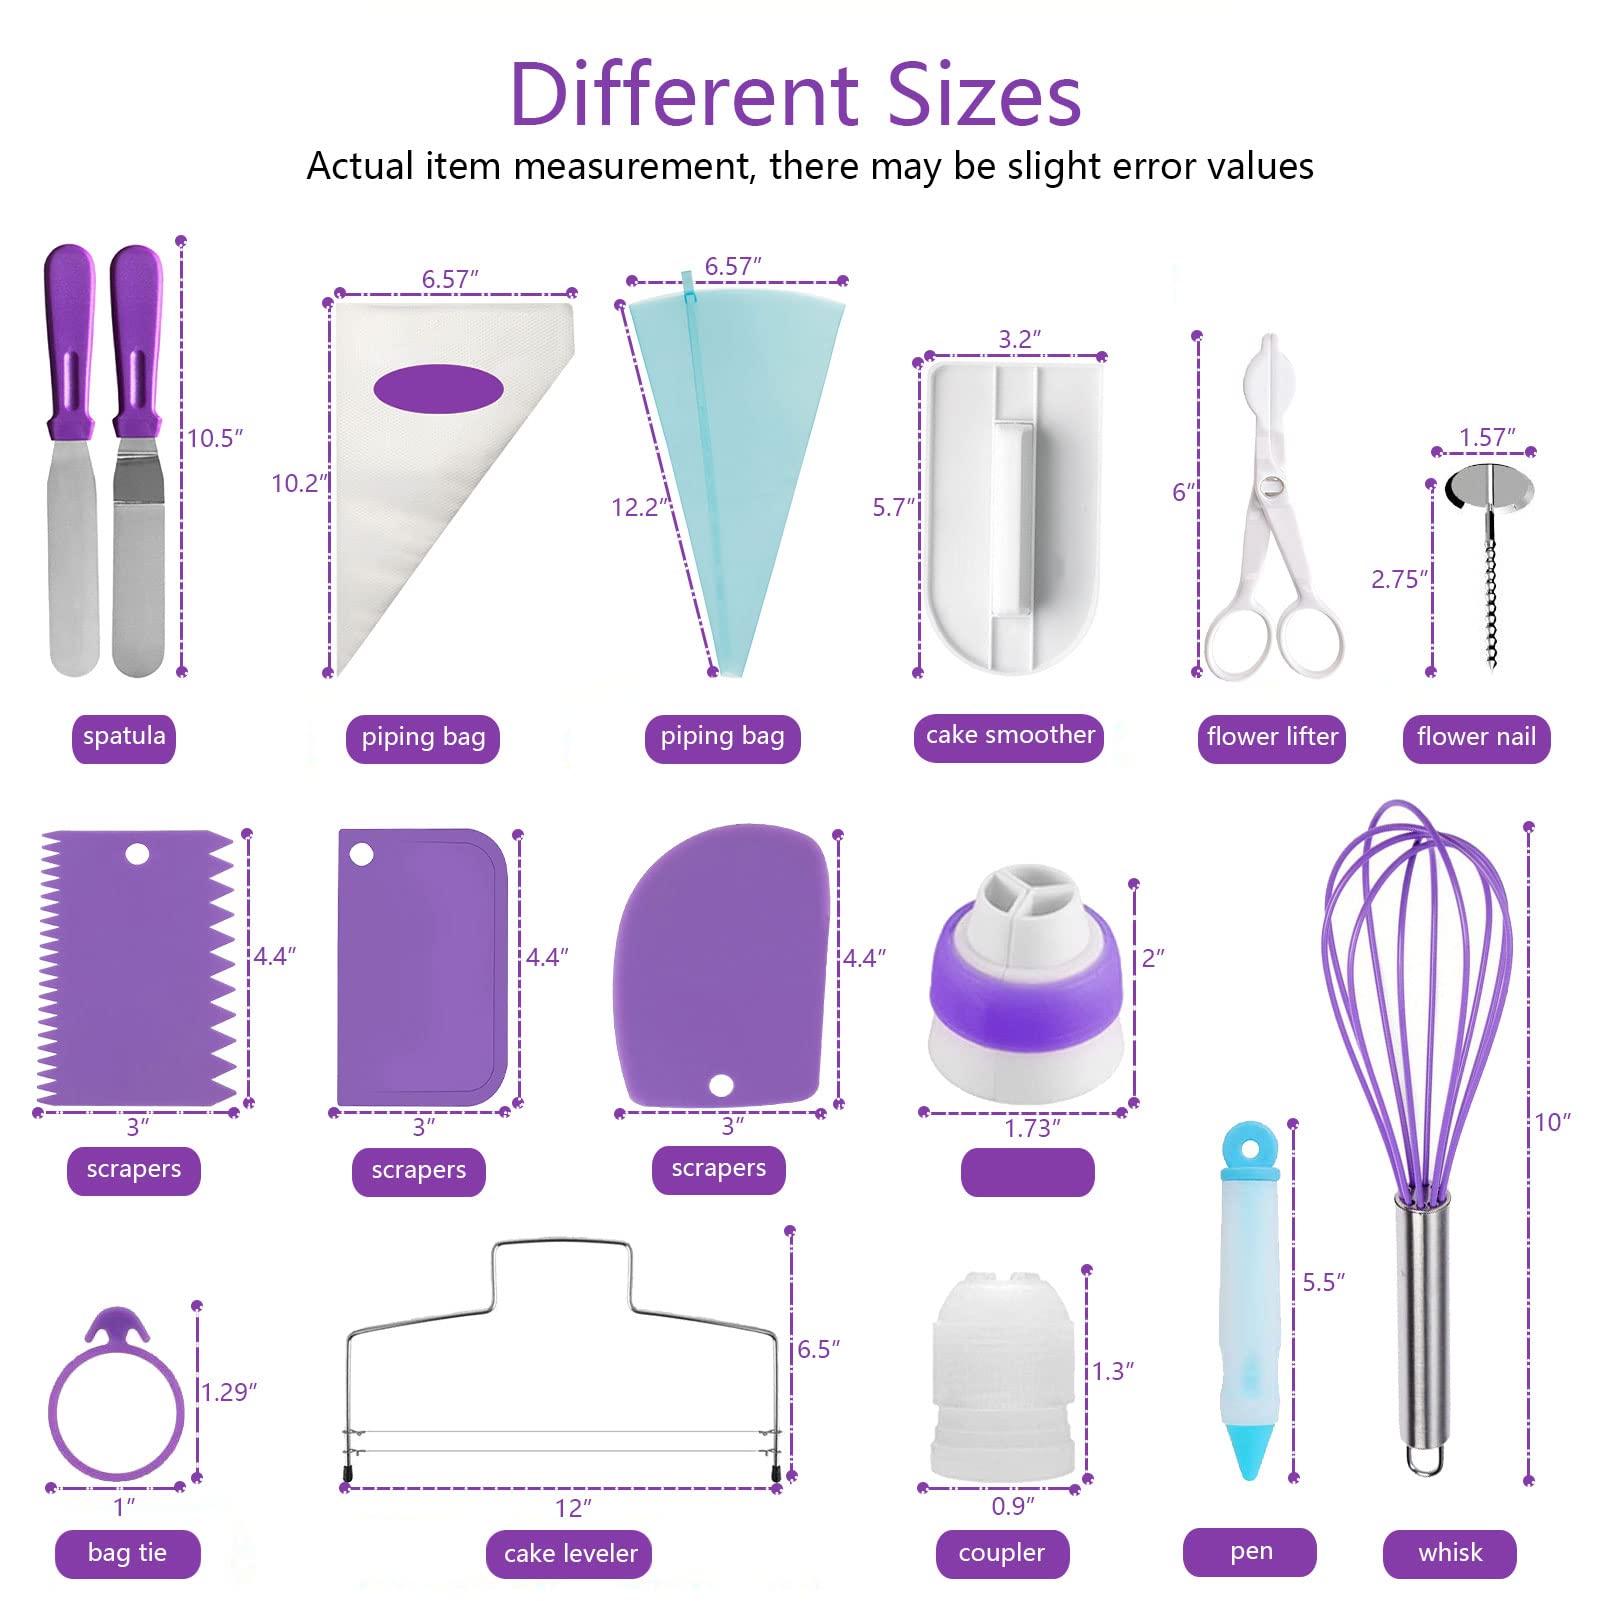 Different Sizes
Actual item measurement, there may be slight error values
10.5"
6.57"
10.2"
6.57"
12.2"
3.2"
5.7"
6"
1.57"
2.75"
spatula
piping bag
piping bag
cake smoother
flower lifter
flower nail
4.4"
3"
4.4"
3"
4.4"
3"
2"
1.73"
10"
scrapers
scrapers
scrapers
1.29"
1"
6.5"
12"
1.3"
0.9"
5.5"
bag tie
cake leveler
coupler
pen
whisk